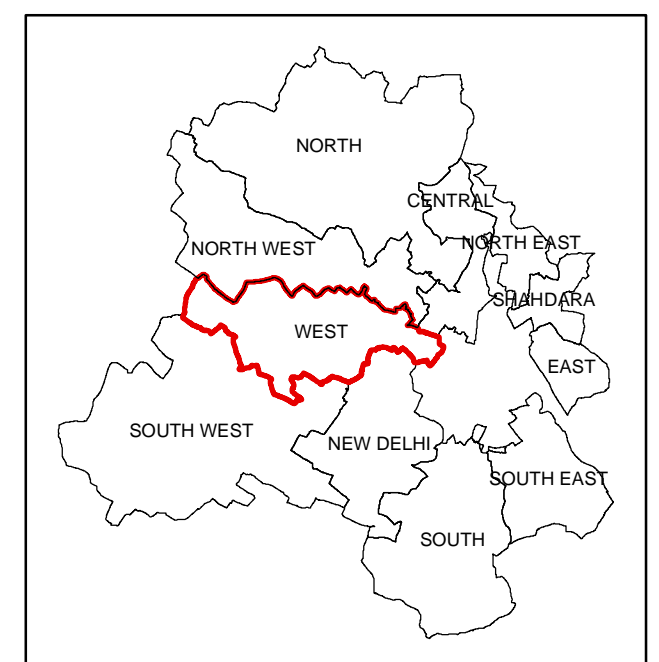 NORTH
CENTRAL
NORTH EAST
NORTH WEST
SHAHDARA
WEST
EAST
SOUTH WEST
NEW DELHI
SOUTH EAST
SOUTH